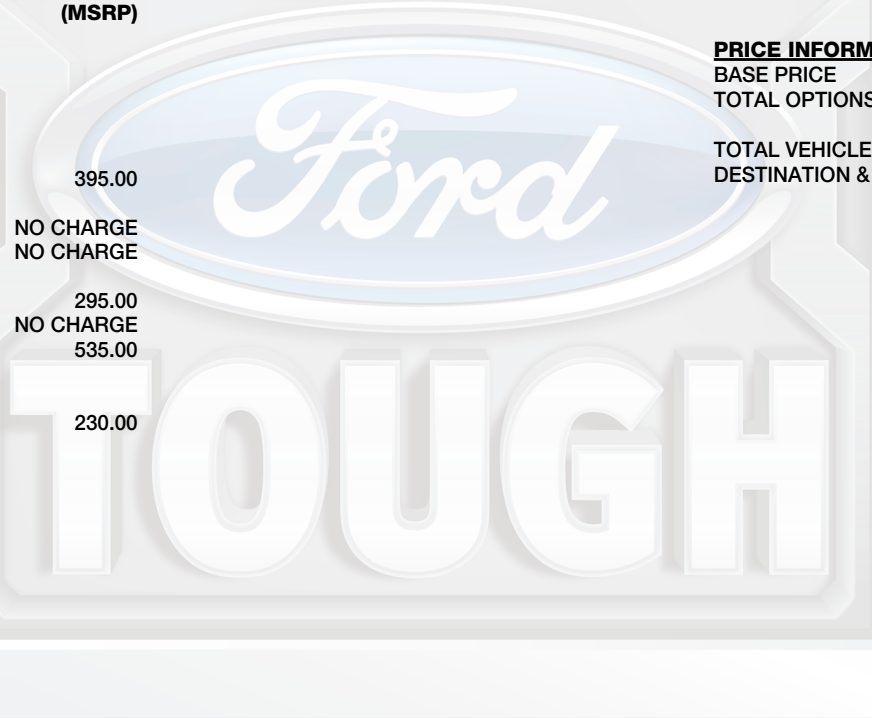 (MSRP)
395.00
NO CHARGE
NO CHARGE
295.00
NO CHARGE
535.00
230.00
PRICE INFORM
BASE PRICE
TOTAL OPTIONS
TOTAL VEHICLE
DESTINATION &
Ford
TOUGH